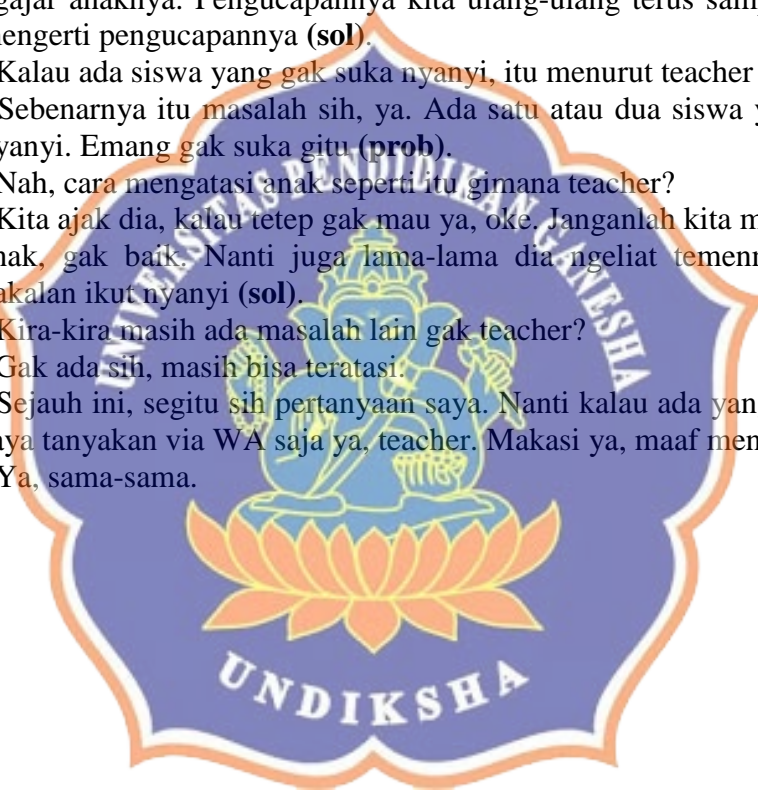 gajar anaknya. Pengucapannya kita ulang-ulang terus samp
nengerti pengucapannya (sol).
Kalau ada siswa yang gak suka nyanyi, itu menurut teacher
Sebenarnya itu masalah sih, ya. Ada satu atau dua siswa y
yanyi. Emang gak suka gitu (prob).
Nah, cara mengatasi anak seperti itu gimana teacher?
Kita ajak dia, kalau tetep gak mau ya, oke. Janganlah kita m
nak, gak baik. Nanti juga lama-lama dia ngeliat temenn
akalan ikut nyanyi (sol).
Kira-kira masih ada masalah lain gak teacher?
Gak ada sih, masih bisa teratasi.
Sejauh ini, segitu sih pertanyaan saya. Nanti kalau ada yan
aya tanyakan via WA saja ya, teacher. Makasi ya, maaf men
Ya, sama-sama.
UNIVERSITAS PENDIDIKAN GANESHA
UNDIKSHA